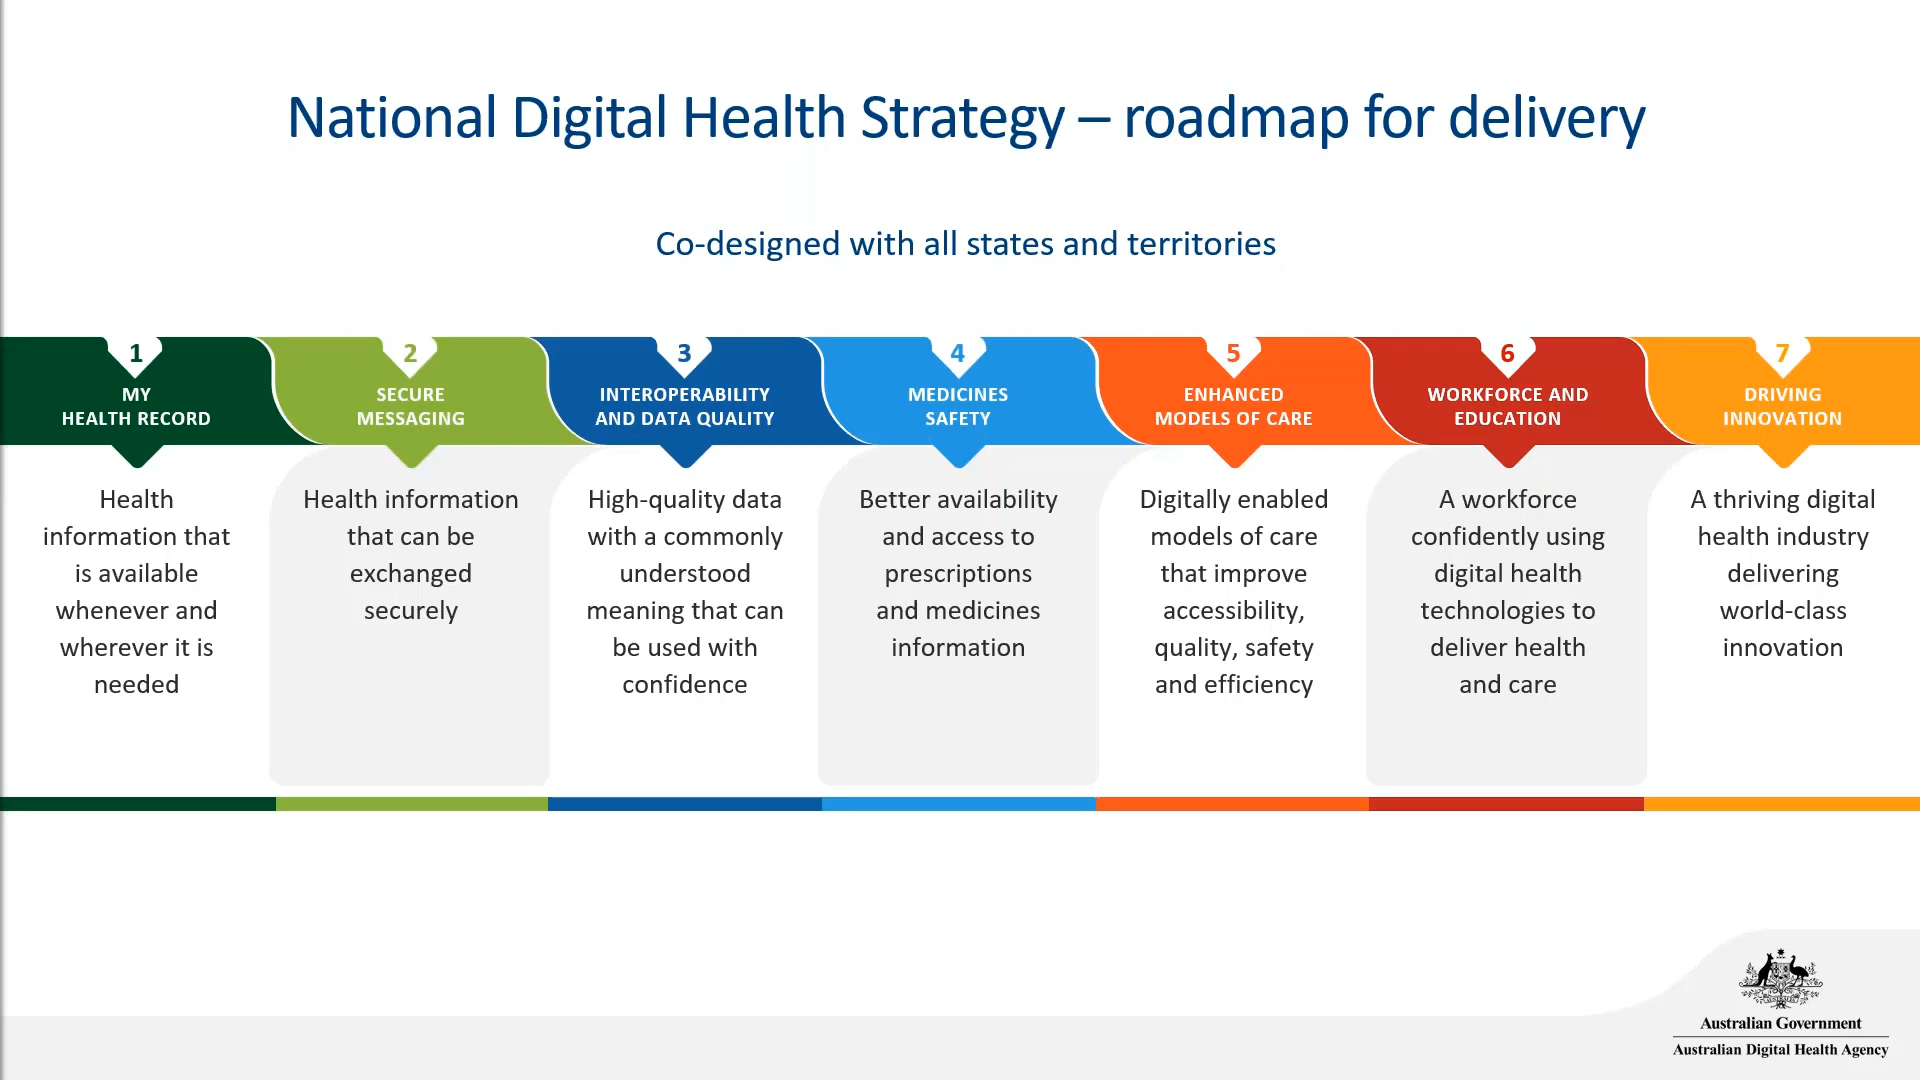 National Digital Health Strategy – roadmap for delivery
Co-designed with all states and territories
1
MY
HEALTH RECORD
Health
information that
is available
whenever and
wherever it is
needed
2
SECURE
MESSAGING
Health information
that can be
exchanged
securely
3
INTEROPERABILITY
AND DATA QUALITY
High-quality data
with a commonly
understood
meaning that can
be used with
confidence
4
MEDICINES
SAFETY
Better availability
and access to
prescriptions
and medicines
information
5
ENHANCED
MODELS OF CARE
Digitally enabled
models of care
that improve
accessibility,
quality, safety
and efficiency
6
WORKFORCE AND
EDUCATION
A workforce
confidently using
digital health
technologies to
deliver health
and care
7
DRIVING
INNOVATION
A thriving digital
health industry
delivering
world-class
innovation
Australian Government
Australian Digital Health Agency